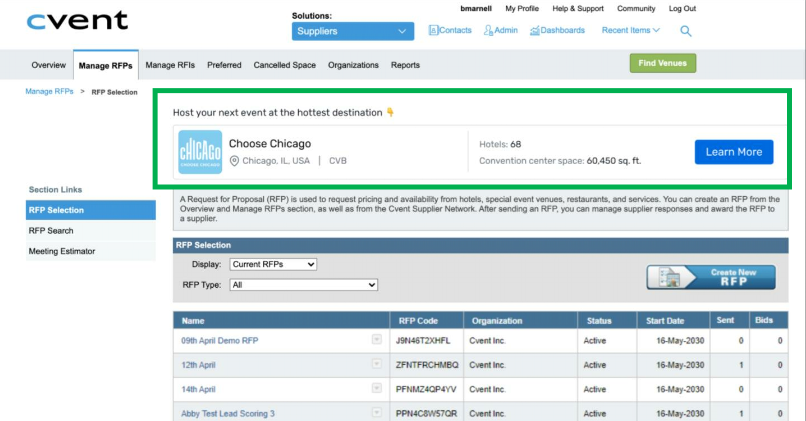 cvent
Solutions:
Suppliers
bmarnell My Profile Help & Support Community Log Out
Contacts Admin Dashboards Recent Items
Overview Manage RFPs Manage RFIs Preferred Cancelled Space Organizations Reports Find Venues
Manage RFPs > RFP Selection
Host your next event at the hottest destination 👇
CHICAGO
CHOOSE CHICAGO
Choose Chicago
Chicago, IL, USA | CVB
Hotels: 68
Convention center space: 60,450 sq. ft.
Learn More
Section Links
RFP Selection
RFP Search
Meeting Estimator
A Request for Proposal (RFP) is used to request pricing and availability from hotels, special event venues, restaurants, and services. You can create an RFP from the
Overview and Manage RFPs section, as well as from the Cvent Supplier Network. After sending an RFP, you can manage supplier responses and award the RFP to
a supplier.
RFP Selection
Display: Current RFPs
RFP Type: All
Create New
RFP
Name RFP Code Organization Status Start Date Sent Bids
09th April Demo RFP J9N46T2XHFL Cvent Inc. Active 16-May-2030 0 0
12th April ZFNTFRCHMBQ Cvent Inc. Active 16-May-2030 1 0
14th April PFNMZ4QP4YV Cvent Inc. Active 16-May-2030 0 0
Abby Test Lead Scoring 3 PPN4C8W57QR Cvent Inc. Active 16-May-2030 1 0